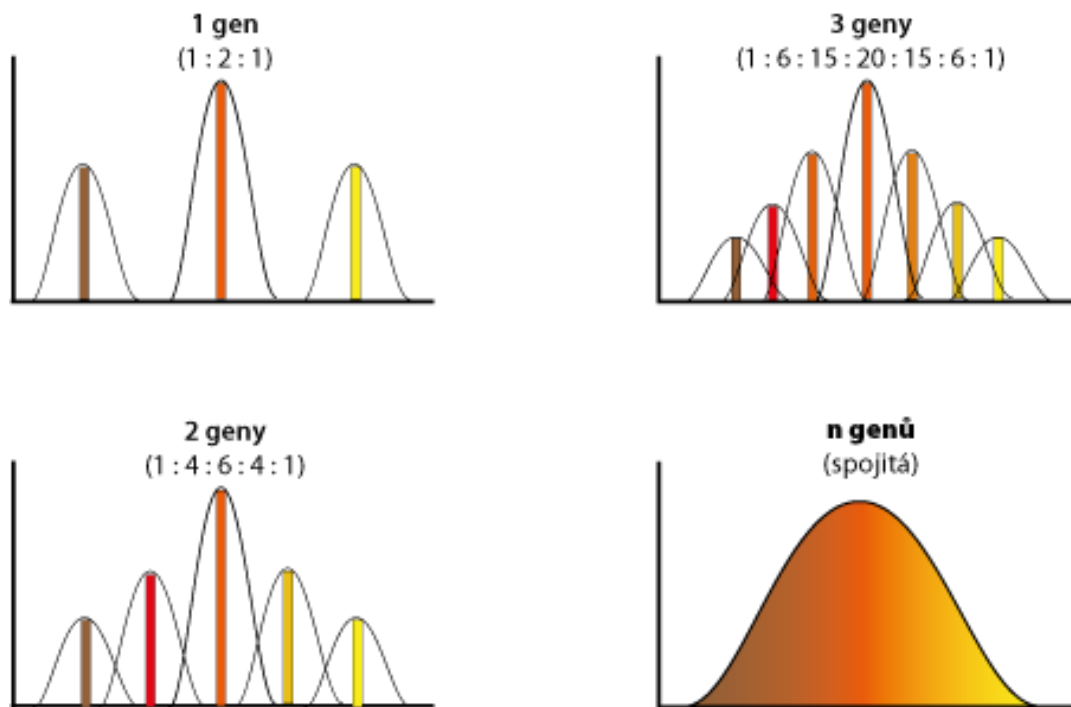 1 gen
(1 : 2 : 1)
3 geny
(1 : 6 : 15 : 20 : 15 : 6 : 1)
2 geny
(1 : 4 : 6 : 4 : 1)
n genů
(spojitá)